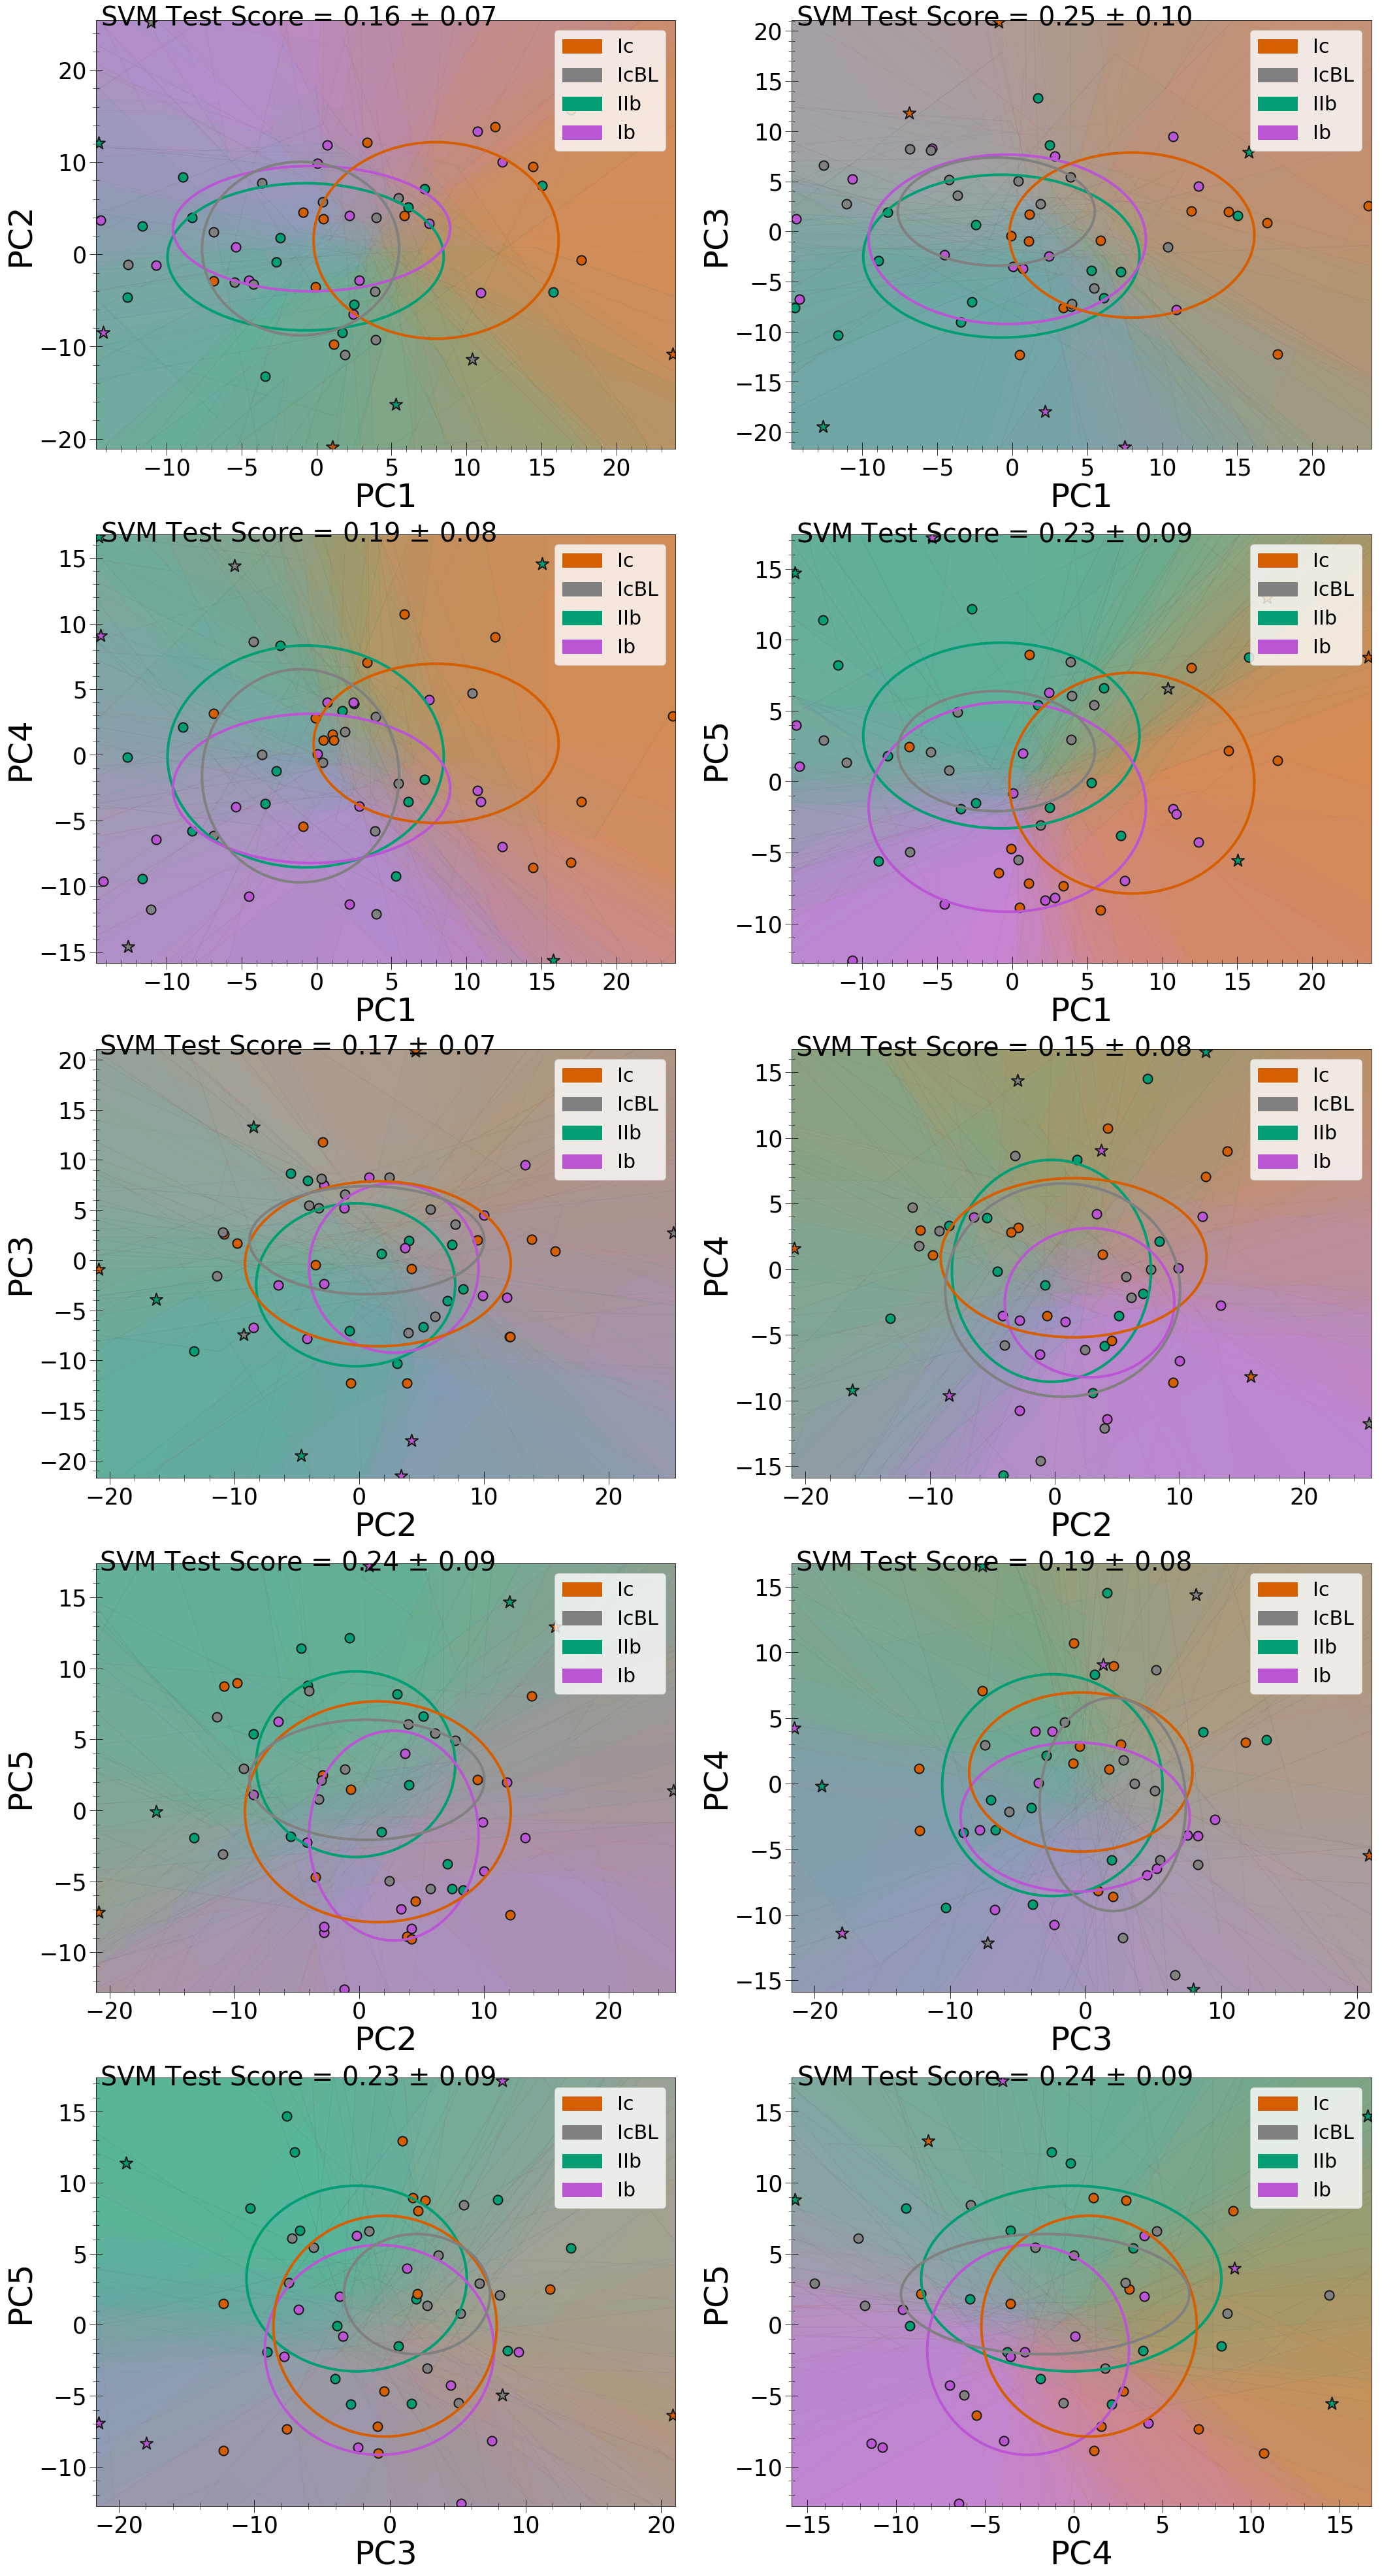 SVM Test Score = 0.16 ± 0.07
Ic
IcBL
IIb
Ib
20
10
0
−10
−20
PC2
−10 −5 0 5 10 15 20
PC1
SVM Test Score = 0.25 ± 0.10
Ic
IcBL
IIb
Ib
20
15
10
5
0
−5
−10
−15
−20
PC3
−10 −5 0 5 10 15 20
PC1
SVM Test Score = 0.19 ± 0.08
Ic
IcBL
IIb
Ib
15
10
5
0
−5
−10
−15
PC4
−10 −5 0 5 10 15 20
PC1
SVM Test Score = 0.23 ± 0.09
Ic
IcBL
IIb
Ib
15
10
5
0
−5
−10
PC5
−10 −5 0 5 10 15 20
PC1
SVM Test Score = 0.17 ± 0.07
Ic
IcBL
IIb
Ib
20
15
10
5
0
−5
−10
−15
−20
PC3
−20 −10 0 10 20
PC2
SVM Test Score = 0.15 ± 0.08
Ic
IcBL
IIb
Ib
15
10
5
0
−5
−10
−15
PC4
−20 −10 0 10 20
PC2
SVM Test Score = 0.24 ± 0.09
Ic
IcBL
IIb
Ib
15
10
5
0
−5
−10
PC5
−20 −10 0 10 20
PC2
SVM Test Score = 0.19 ± 0.08
Ic
IcBL
IIb
Ib
15
10
5
0
−5
−10
−15
PC4
−20 −10 0 10 20
PC3
SVM Test Score = 0.23 ± 0.09
Ic
IcBL
IIb
Ib
15
10
5
0
−5
−10
PC5
−20 −10 0 10 20
PC3
SVM Test Score = 0.24 ± 0.09
Ic
IcBL
IIb
Ib
15
10
5
0
−5
−10
PC5
−15 −10 −5 0 5 10 15
PC4